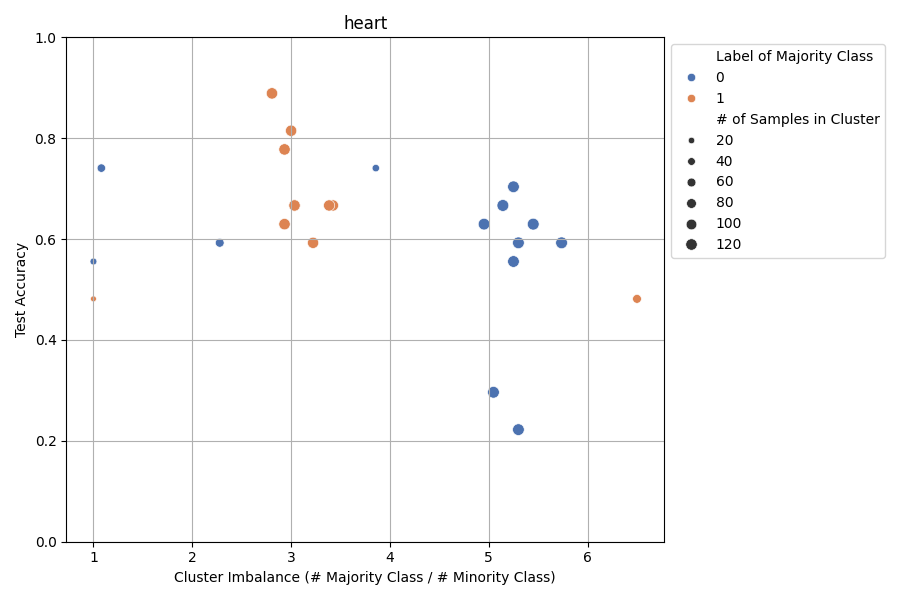 heart
1.0
0.8
0.6
0.4
0.2
0.0
Test Accuracy
1 2 3 4 5 6
Cluster Imbalance (# Majority Class / # Minority Class)
Label of Majority Class
0
1
# of Samples in Cluster
20
40
60
80
100
120